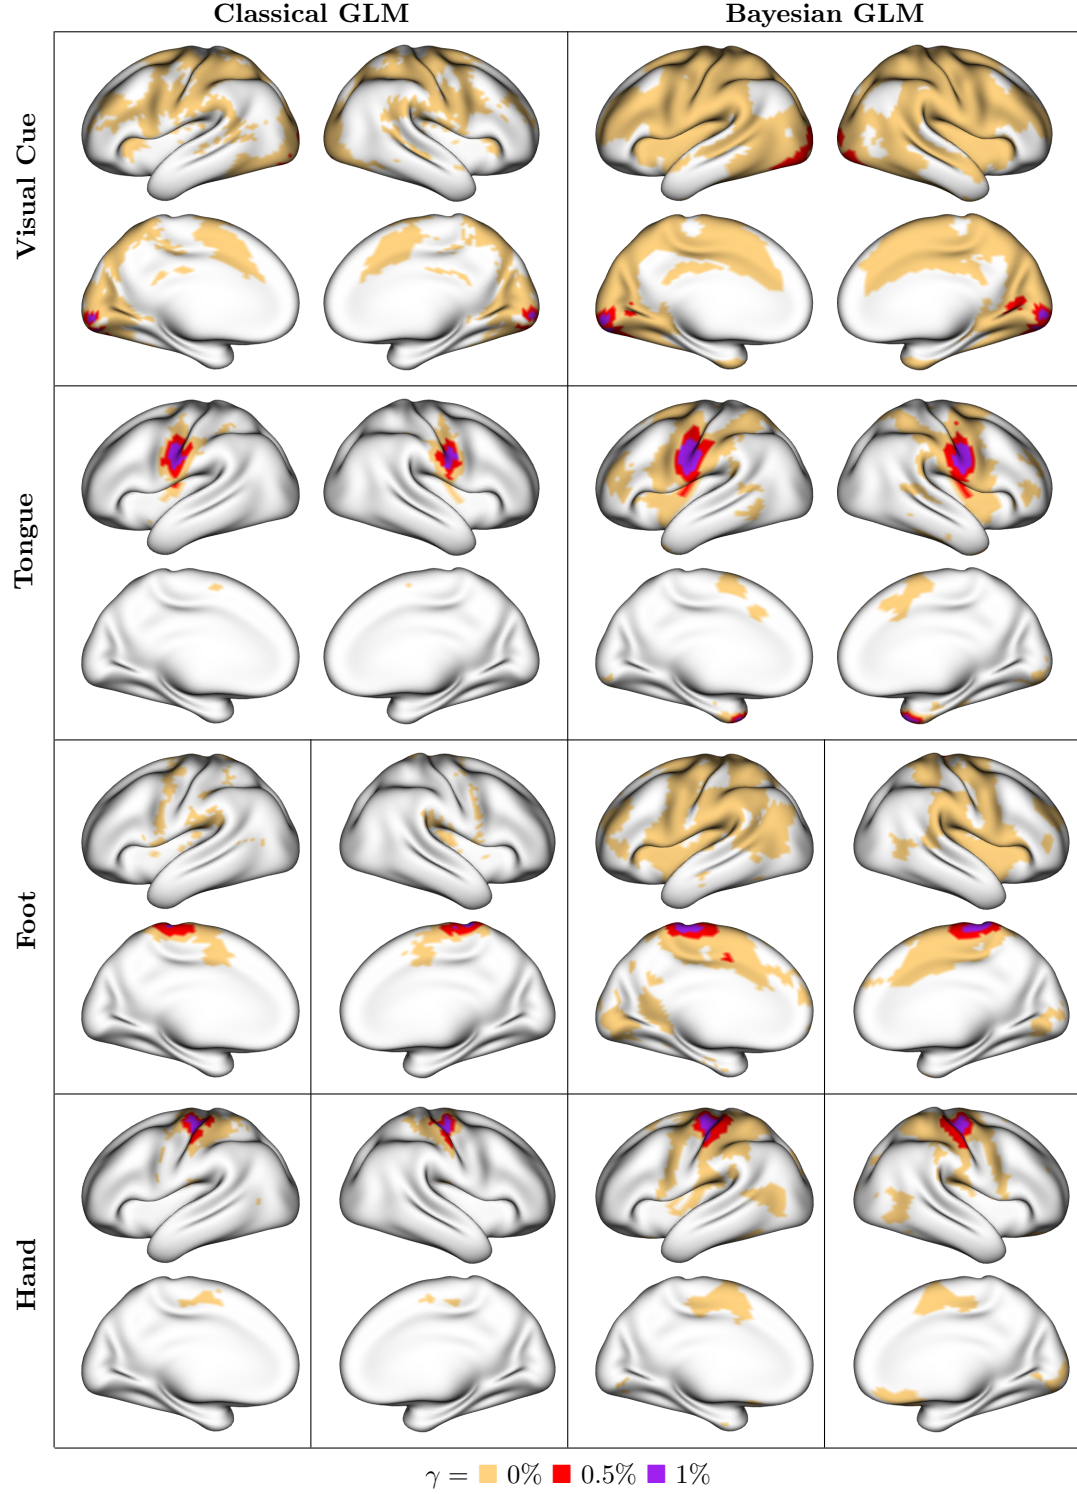 Classical GLM Bayesian GLM
Visual Cue
Tongue
Foot
Hand
γ = 0% 0.5% 1%